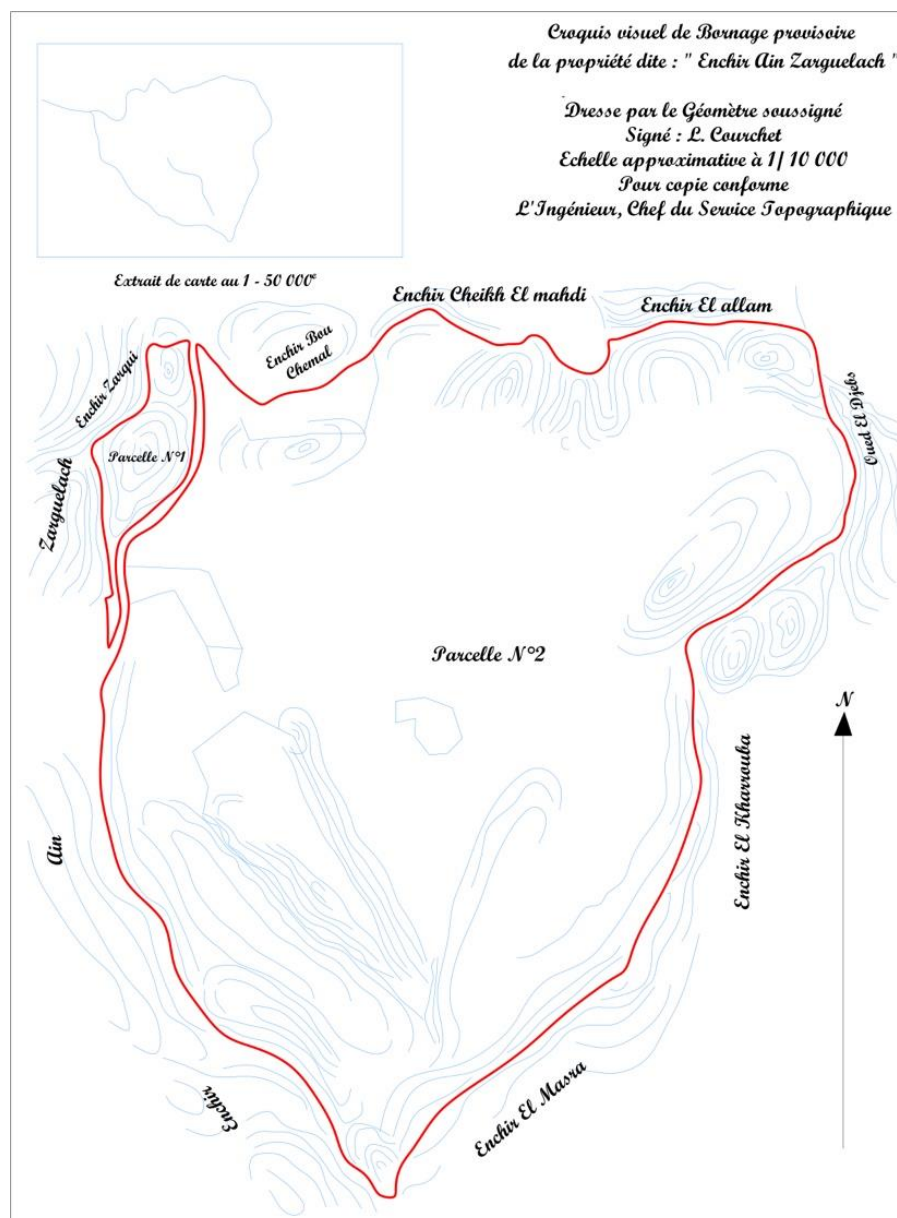 Croquis visuel de Bornage provisoire
de la propriété dite : " Enchir Ain Zarguelach "
Dresse par le Géomètre soussigné
Signé : L. Courchet
Echelle approximative à 1/ 10 000
Pour copie conforme
L'Ingénieur, Chef du Service Topographique
Extrait de carte au 1 - 50 000e
Enchir Cheikh El mahdi
Enchir El allam
Enchir Bou
Chemal
Enchir Zarqui
Oued El Djebs
Parcelle N°1
Zarguelach
Parcelle N°2
N
Enchir El Kharrouba
Ain
Enchir El Masra
Enchir